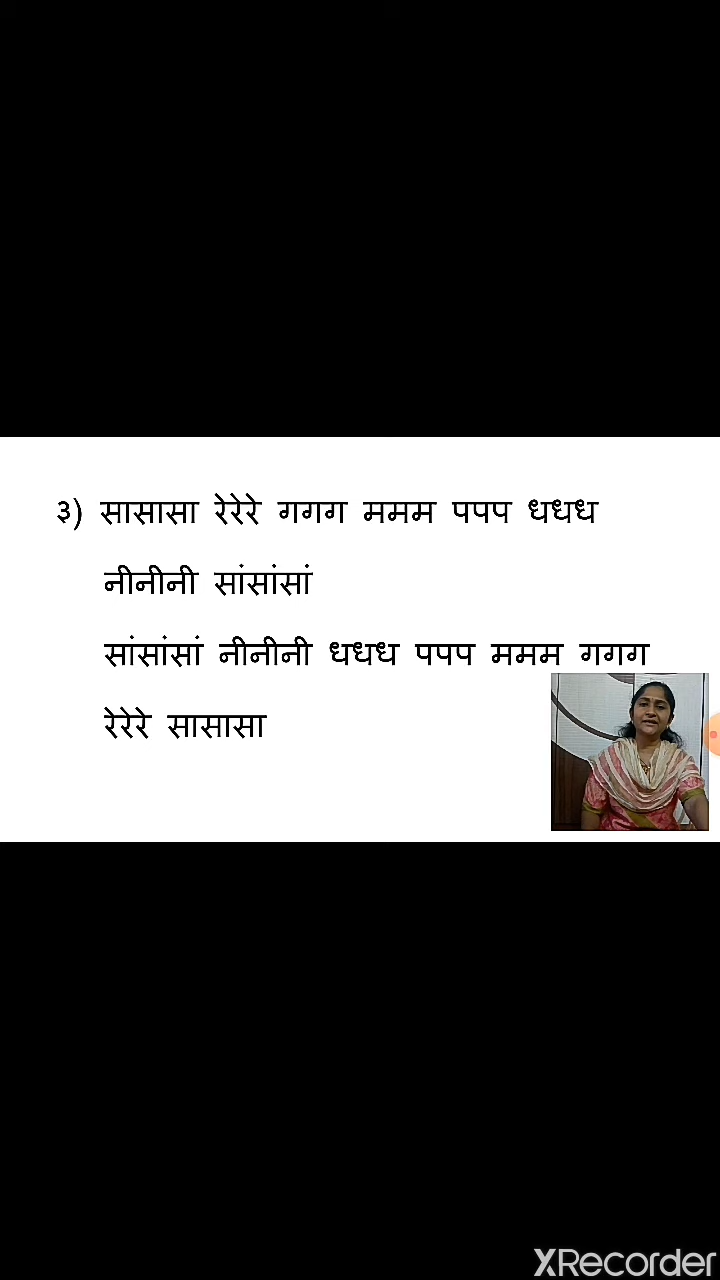 ३) सासासा रेरेरे गगग ममम पपप धधध
नीनीनी सांसांसां
सांसांसां नीनीनी धधध पपप ममम गगग
रेरेरे सासासा
XRecorder